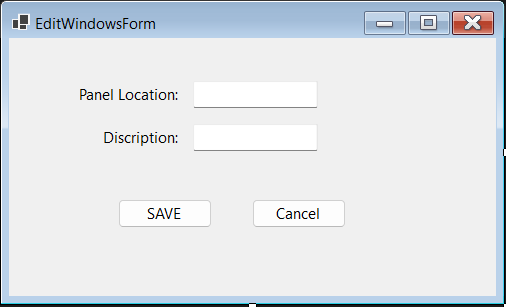 EditWindowsForm
Panel Location:
Discription:
SAVE Cancel